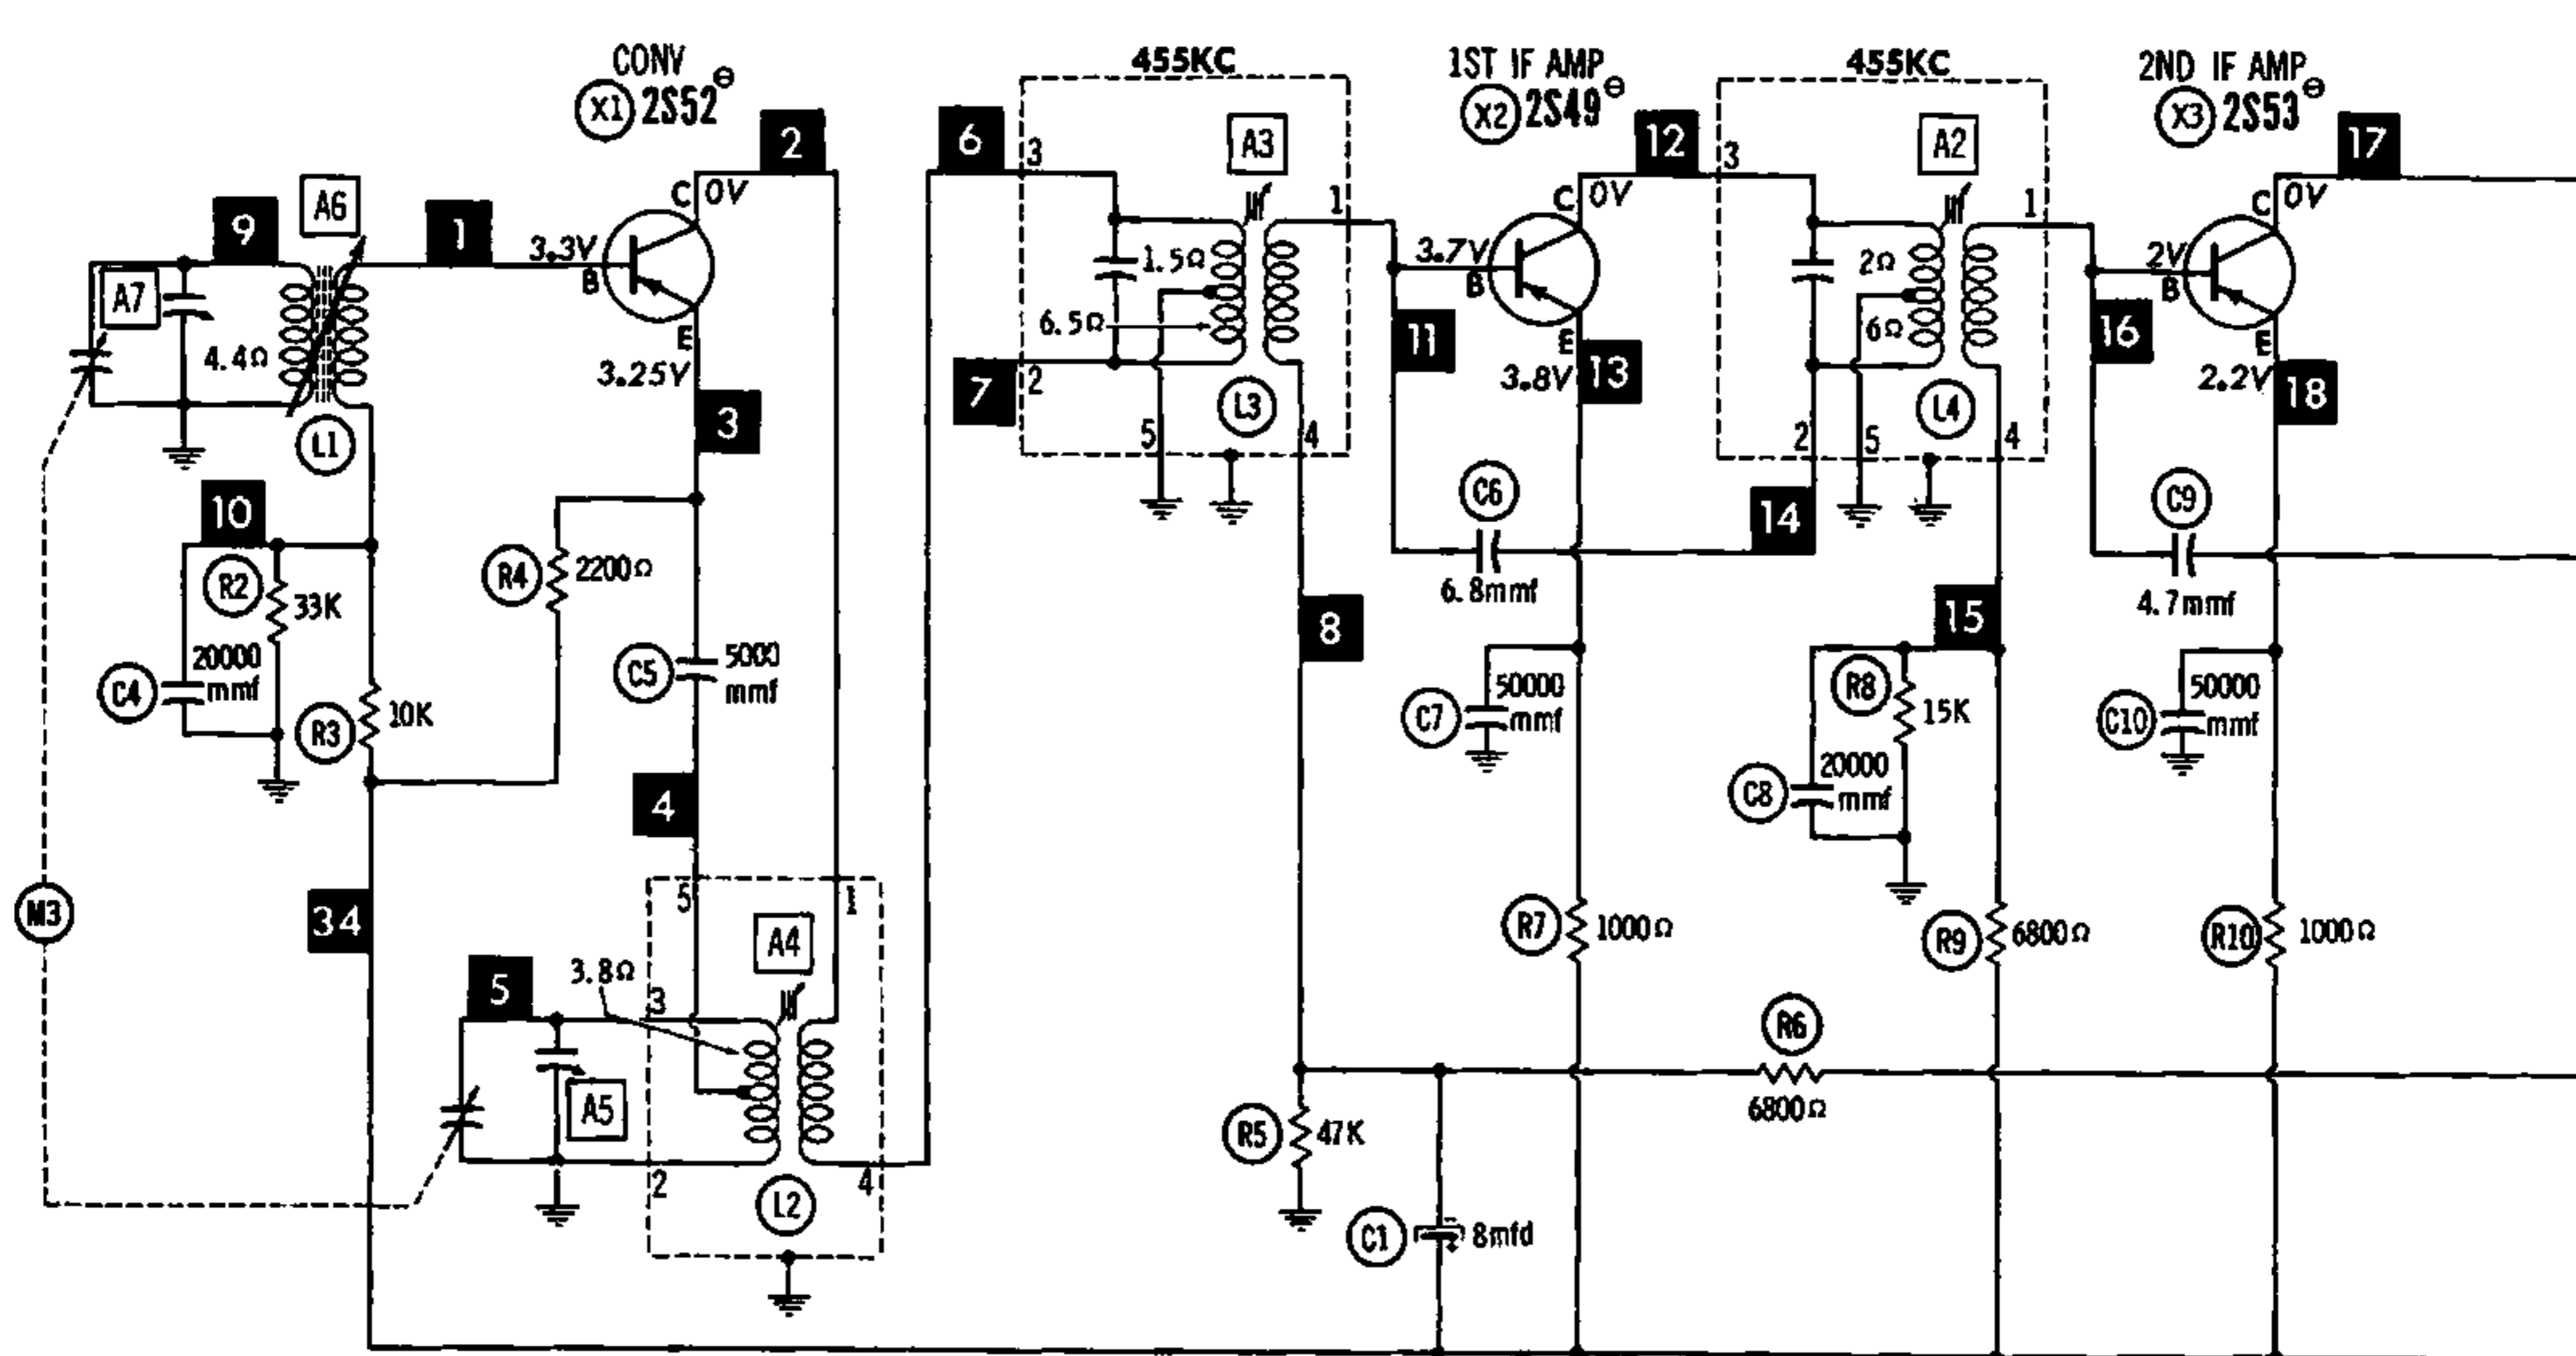 CONV
X1 2S52⊖
455KC
1ST IF AMP
X2 2S49⊖
455KC
2ND IF AMP
X3 2S53⊖
2
6
3
A3
12
3
A2
17
C 0V
C 0V
C 0V
9
A6
1
3.3V
B
1
3.7V
B
1
2V
B
A7
4.4Ω
1.5Ω
6.5Ω
2Ω
6Ω
11
16
E
3.25V
E
3.8V
13
E
2.2V
18
7
2
L3
L4
3
L1
5
4
2
5
4
10
C6
14
C9
R2
33K
R4
2200Ω
6.8mmf
4.7mmf
8
15
C4
20000
mmf
C5
5000
mmf
C7
50000
mmf
R8
15K
C10
50000
mmf
R3
10K
C8
20000
mmf
4
M3
34
5
1
A4
R7
1000Ω
R9
6800Ω
R10
1000Ω
3.8Ω
5
3
R6
6800Ω
A5
R5
47K
2
4
L2
C1
8mfd
- +